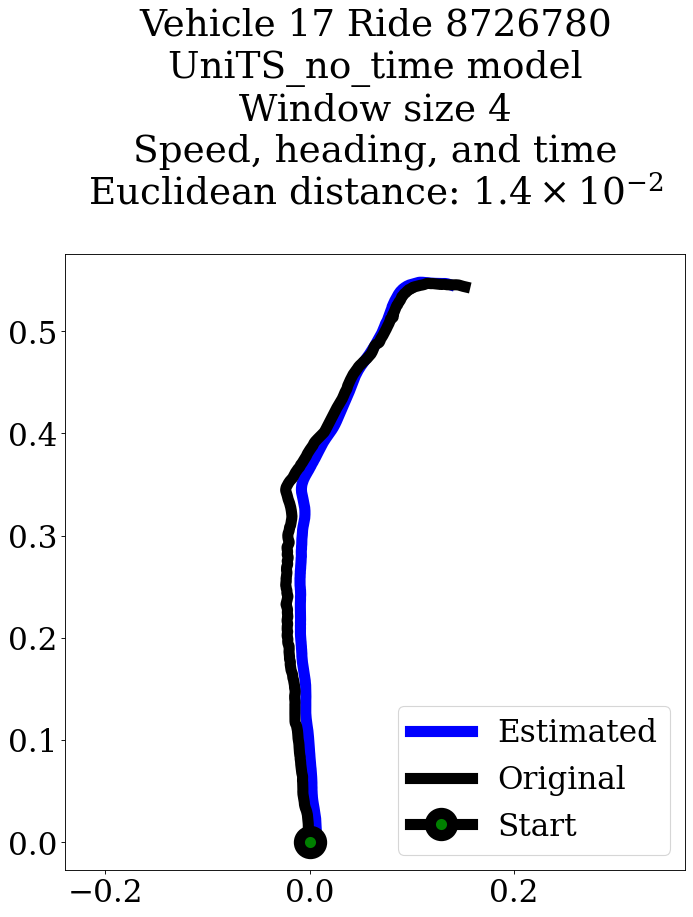 Vehicle 17 Ride 8726780
UniTS_no_time model
Window size 4
Speed, heading, and time
Euclidean distance: 1.4 × 10⁻²
0.5
0.4
0.3
0.2
0.1
0.0
−0.2
0.0
0.2
Estimated
Original
Start